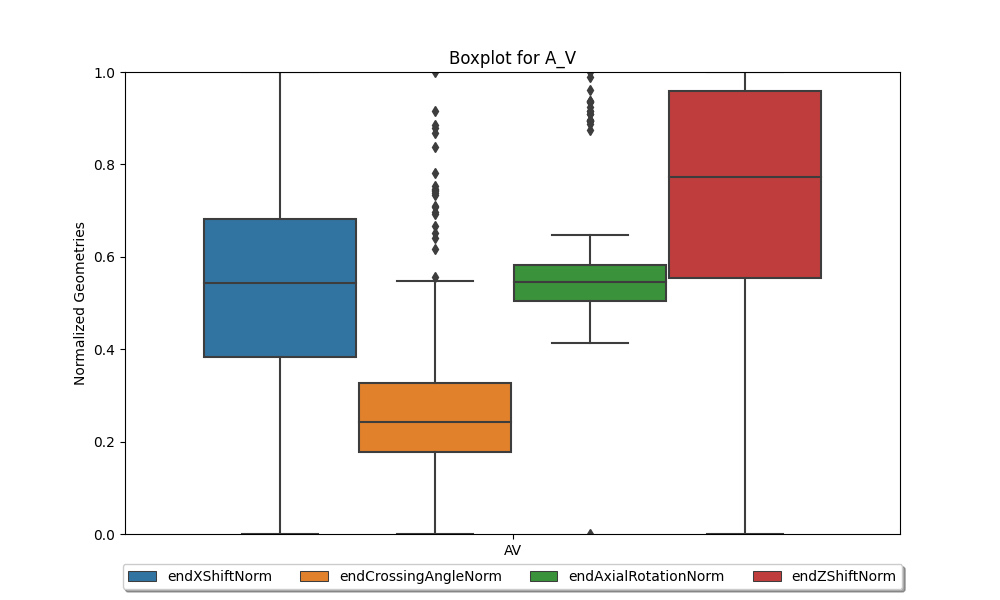 Boxplot for A_V
1.0
0.8
0.6
0.4
0.2
0.0
Normalized Geometries
AV
endXShiftNorm endCrossingAngleNorm endAxialRotationNorm endZShiftNorm